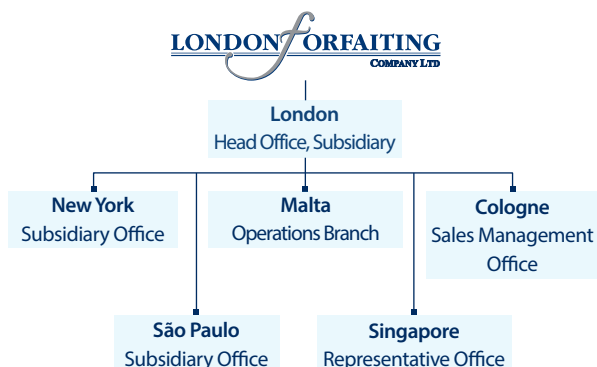 LONDON FORFAITING
COMPANY LTD
London
Head Office, Subsidiary
New York
Subsidiary Office
Malta
Operations Branch
Cologne
Sales Management
Office
São Paulo
Subsidiary Office
Singapore
Representative Office